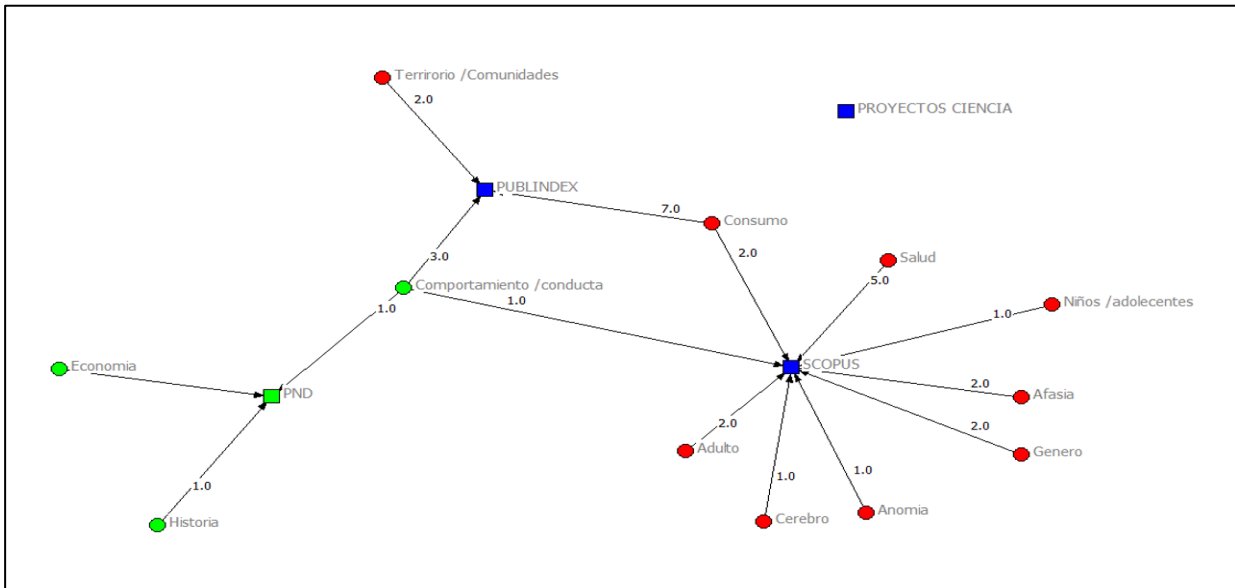 Terrirorio /Comunidades
2.0
PROYECTOS CIENCIA
PUBLINDEX
7.0
Consumo
3.0
2.0
Salud
Comportamiento /conducta
5.0
1.0
1.0
Niños /adolecentes
1.0
Economia
SCOPUS
PND
2.0
Afasia
2.0
2.0
Adulto
Genero
1.0
1.0
1.0
Historia
Cerebro
Anomia